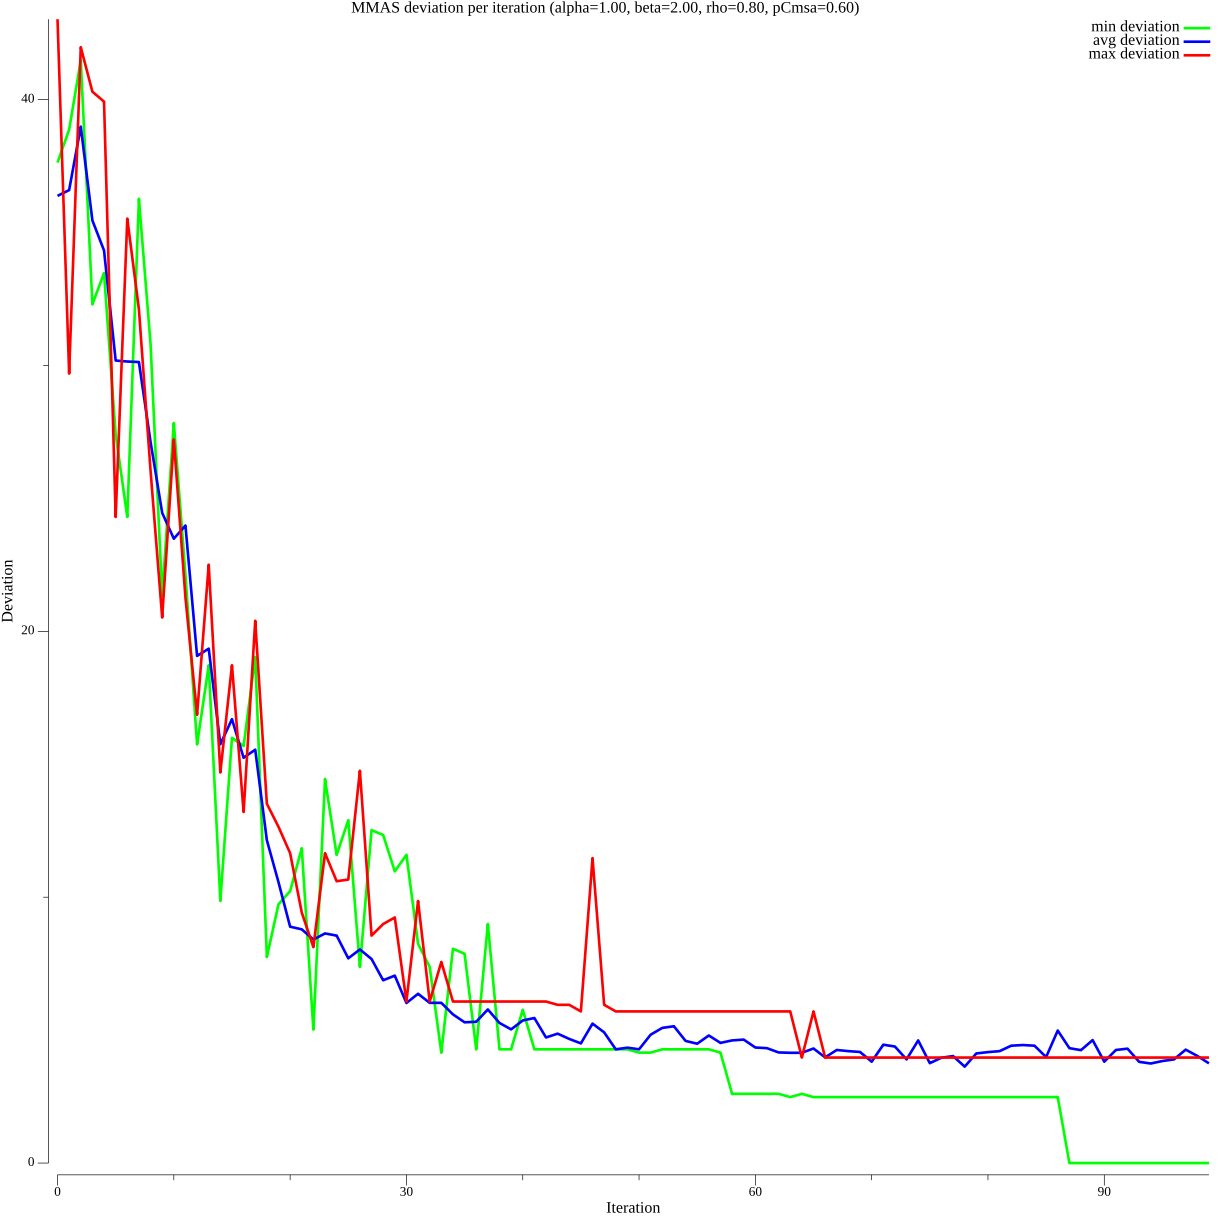 MMAS deviation per iteration (alpha=1.00, beta=2.00, rho=0.80, pCmsa=0.60)
min deviation
avg deviation
max deviation
40
20
0
Deviation
0
30
60
90
Iteration